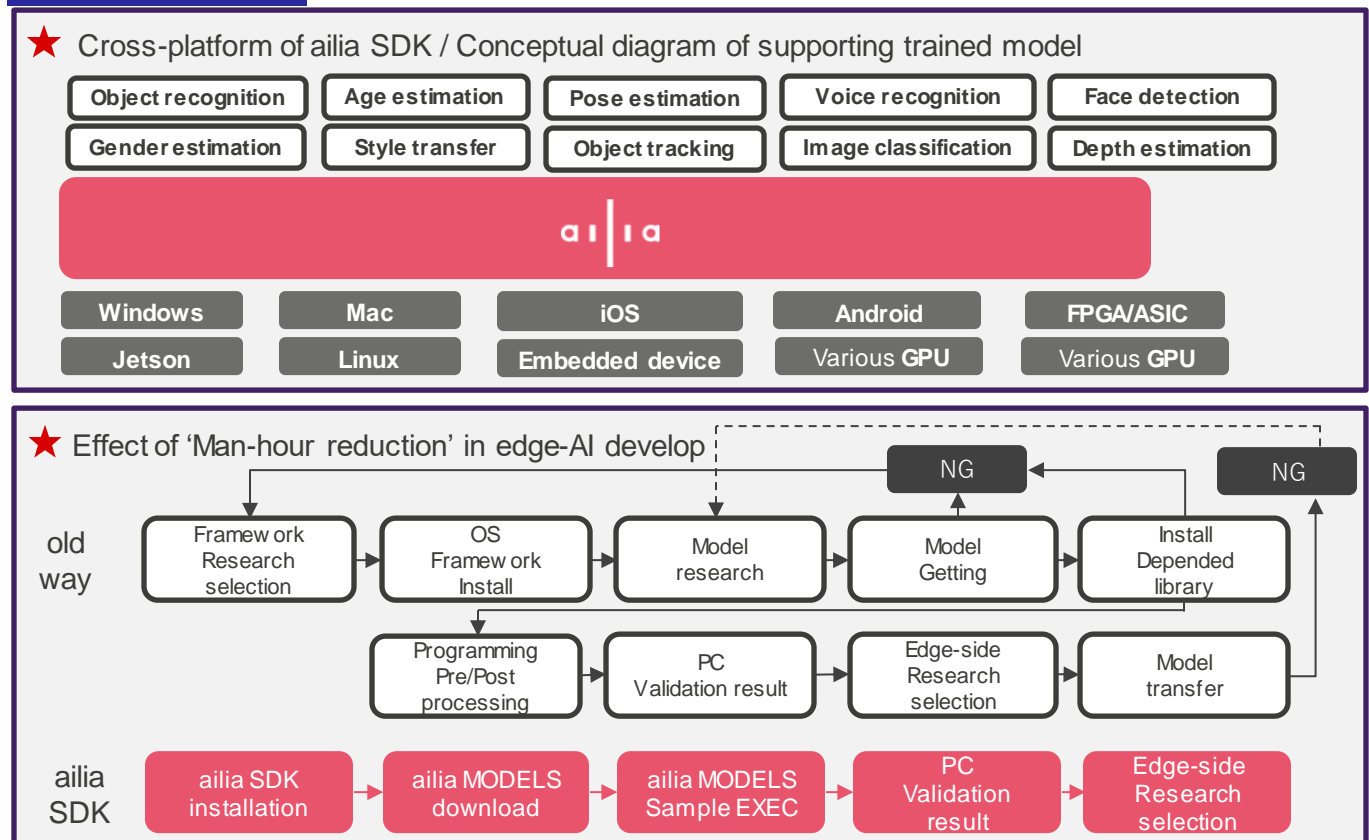 ★ Cross-platform of ailia SDK / Conceptual diagram of supporting trained model
Object recognition
Age estimation
Pose estimation
Voice recognition
Face detection
Gender estimation
Style transfer
Object tracking
Image classification
Depth estimation
ailia
Windows
Mac
iOS
Android
FPGA/ASIC
Jetson
Linux
Embedded device
Various GPU
Various GPU
★ Effect of ‘Man-hour reduction’ in edge-AI develop
NG
NG
old
way
Framework
Research
selection
OS
Framework
Install
Model
research
Model
Getting
Install
Depended
library
Programming
Pre/Post
processing
PC
Validation result
Edge-side
Research
selection
Model
transfer
ailia
SDK
ailia SDK
installation
ailia MODELS
download
ailia MODELS
Sample EXEC
PC
Validation
result
Edge-side
Research
selection